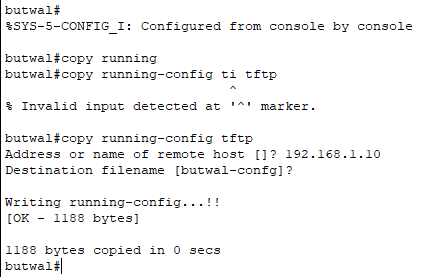 butwal#
%SYS-5-CONFIG_I: Configured from console by console
butwal#copy running
butwal#copy running-config ti tftp
^
% Invalid input detected at '^' marker.
butwal#copy running-config tftp
Address or name of remote host []? 192.168.1.10
Destination filename [butwal-confg]?
Writing running-config...!!
[OK - 1188 bytes]
1188 bytes copied in 0 secs
butwal#